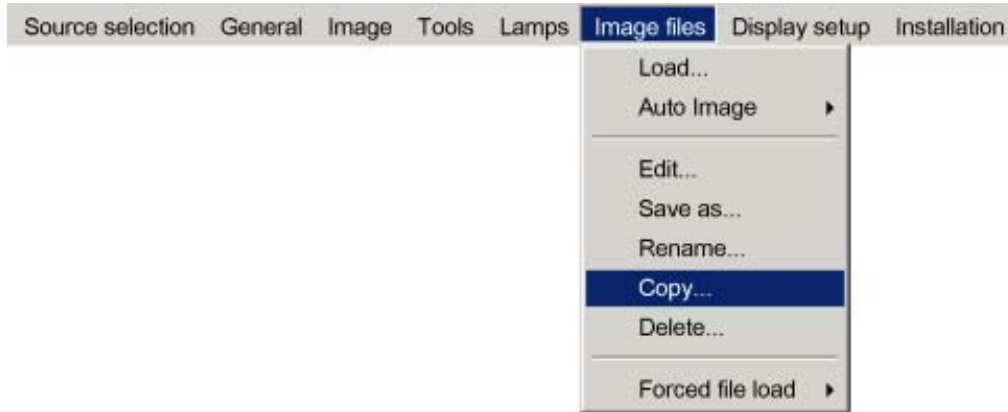 Source selection General Image Tools Lamps Image files Display setup Installation
Load...
Auto Image
Edit...
Save as...
Rename...
Copy...
Delete...
Forced file load